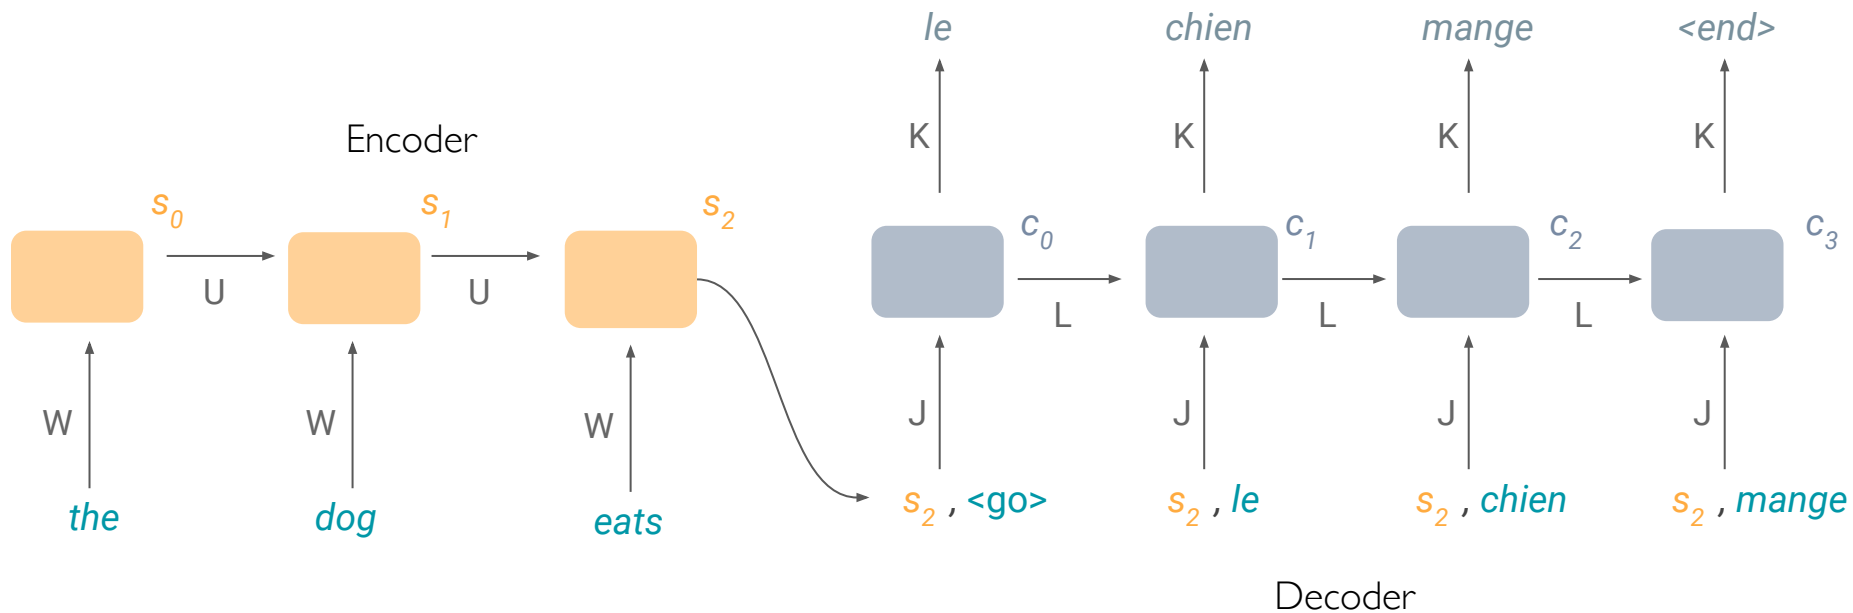 le chien mange <end>
K K K K
Encoder
s0 s1 s2
c0 c1 c2 c3
U U
L L L
W W W
J J J J
the dog eats
s2 , <go> s2 , le s2 , chien s2 , mange
Decoder